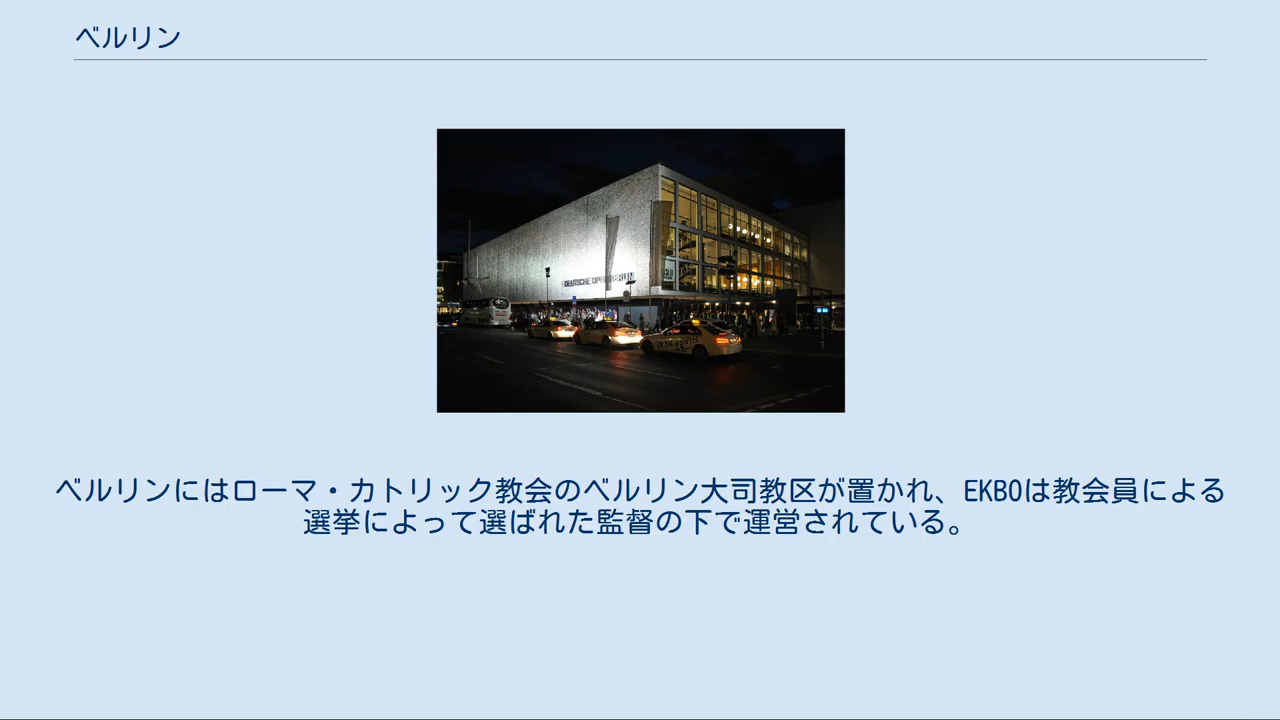 ベルリン
DEUTSCHE OPER BERLIN
ベルリンにはローマ・カトリック教会のベルリン大司教区が置かれ、EKBOは教会員による
選挙によって選ばれた監督の下で運営されている。